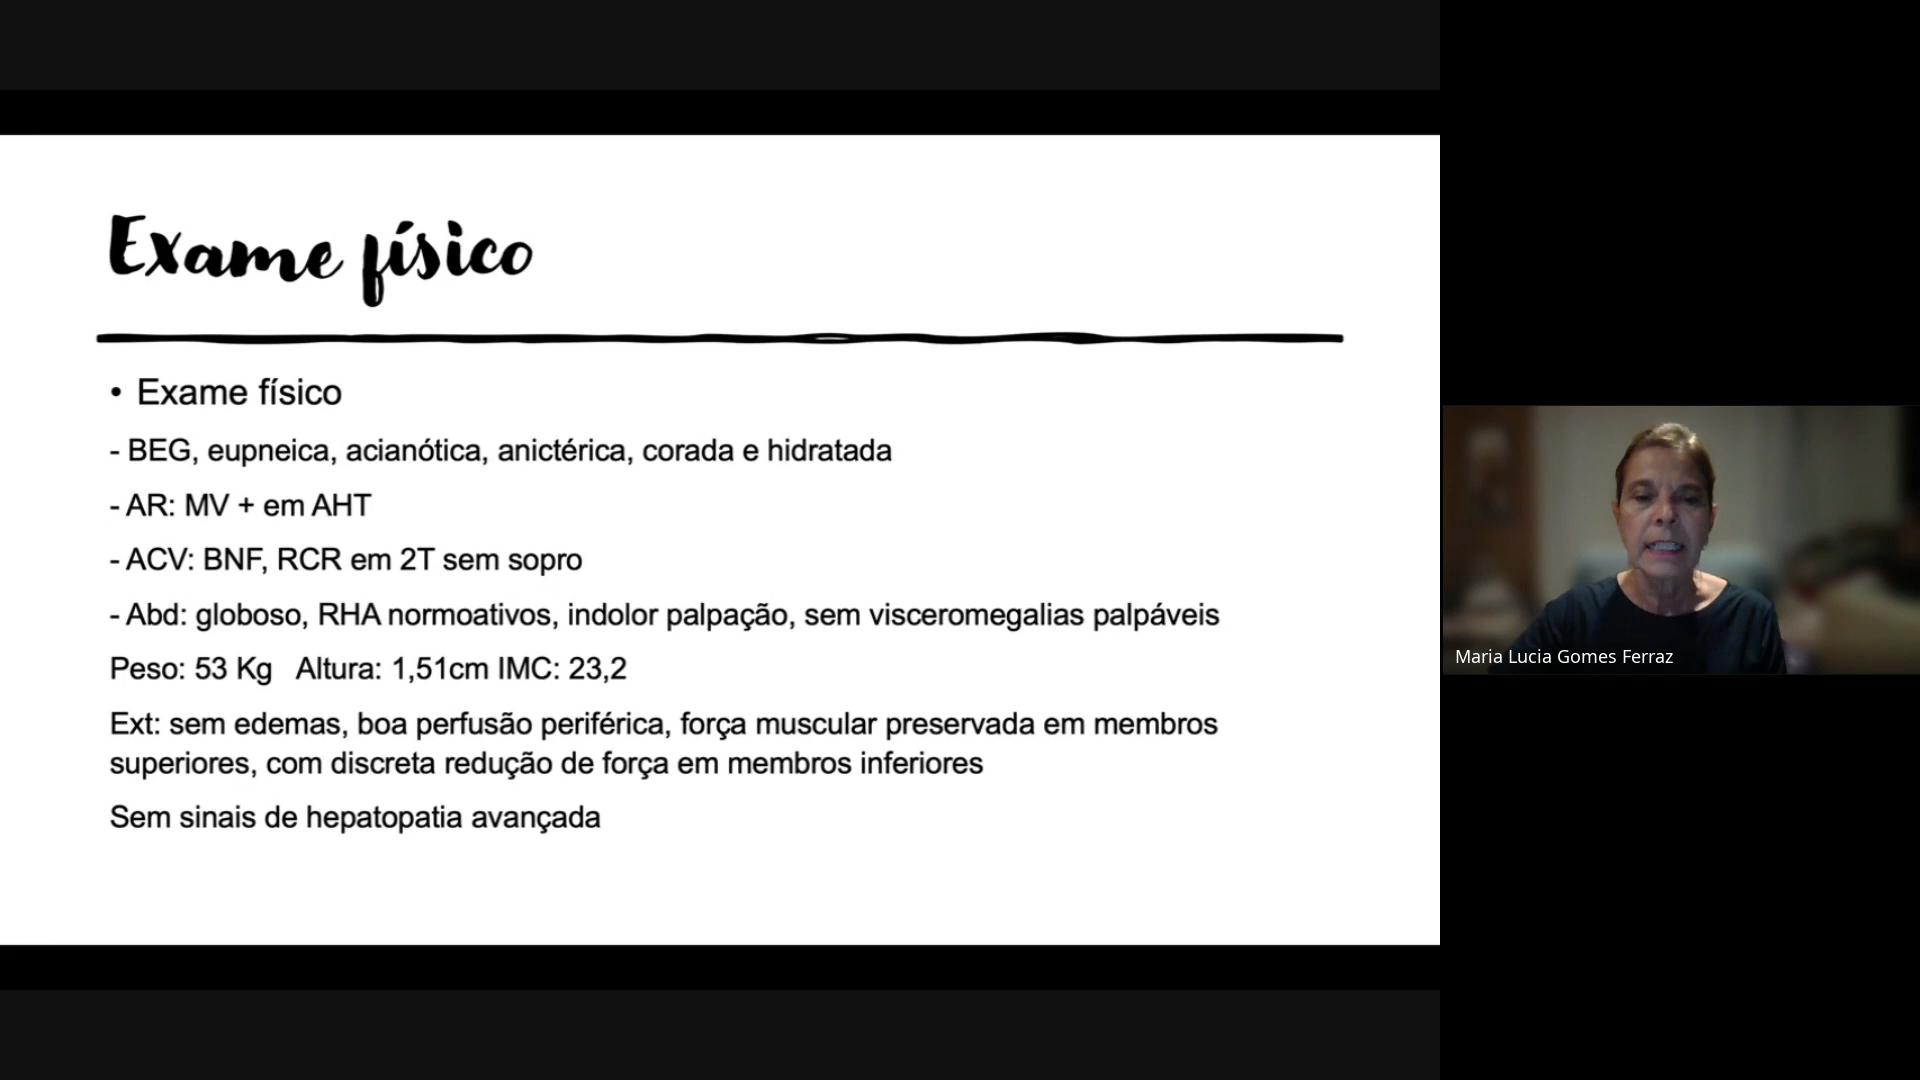 Exame físico
• Exame físico
- BEG, eupneica, acianótica, anictérica, corada e hidratada
- AR: MV + em AHT
- ACV: BNF, RCR em 2T sem sopro
- Abd: globoso, RHA normoativos, indolor palpação, sem visceromegalias palpáveis
Peso: 53 Kg   Altura: 1,51cm IMC: 23,2
Ext: sem edemas, boa perfusão periférica, força muscular preservada em membros
superiores, com discreta redução de força em membros inferiores
Sem sinais de hepatopatia avançada
Maria Lucia Gomes Ferraz